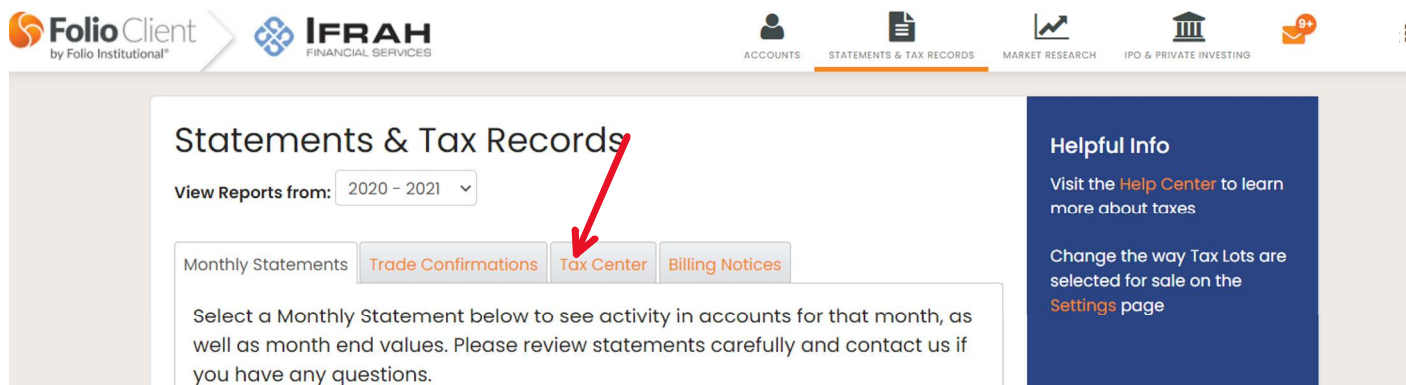 Folio Client
by Folio Institutional®
IFRAH
FINANCIAL SERVICES
ACCOUNTS
STATEMENTS & TAX RECORDS
MARKET RESEARCH
IPO & PRIVATE INVESTING
9+
Statements & Tax Records
View Reports from: 2020 - 2021
Monthly Statements Trade Confirmations Tax Center Billing Notices
Select a Monthly Statement below to see activity in accounts for that month, as
well as month end values. Please review statements carefully and contact us if
you have any questions.
Helpful Info
Visit the Help Center to learn
more about taxes
Change the way Tax Lots are
selected for sale on the
Settings page